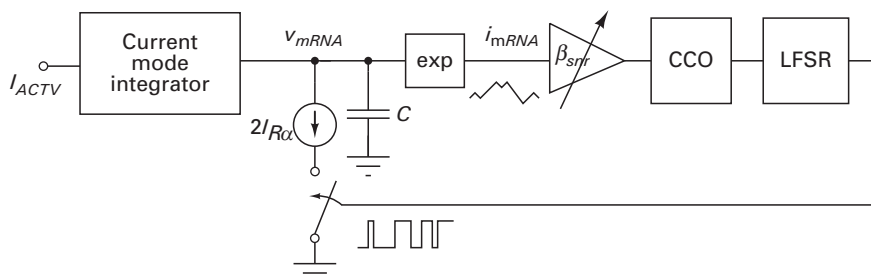 Current
mode
integrator
I_ACTV
v_mRNA
exp
i_mRNA
β_snr
CCO
LFSR
2I_Rα
C